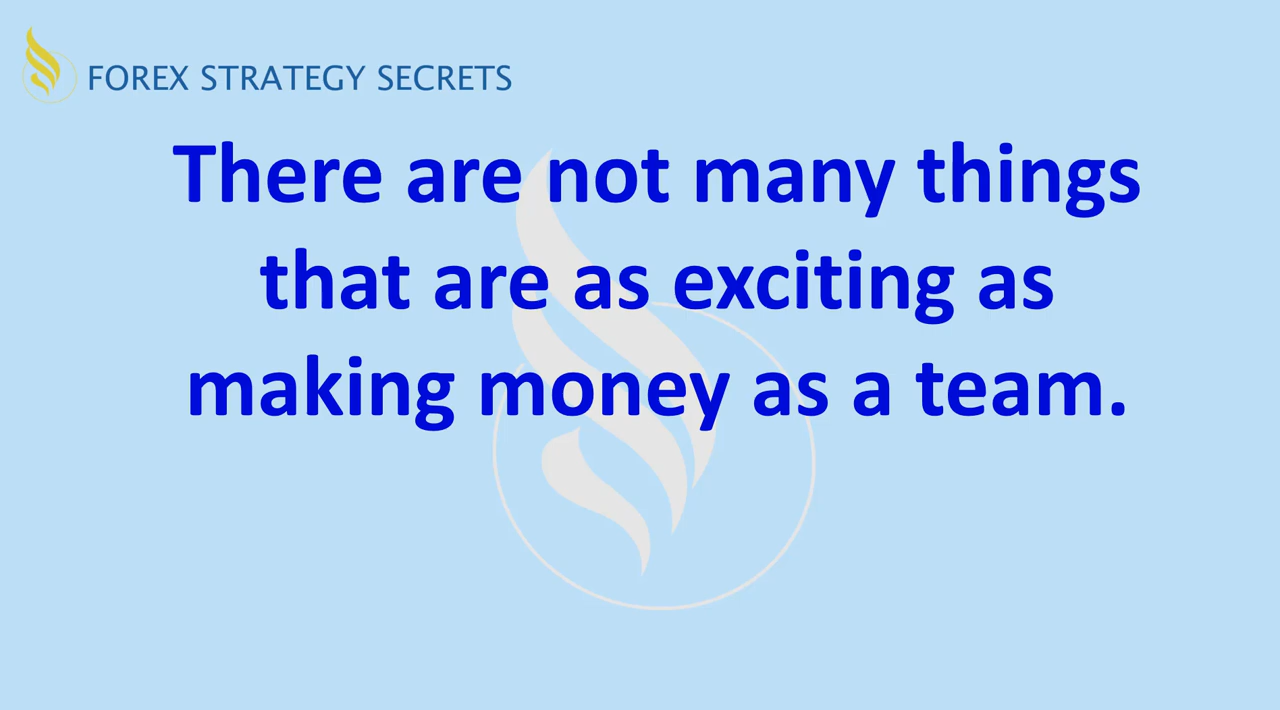 FOREX STRATEGY SECRETS
There are not many things
that are as exciting as
making money as a team.